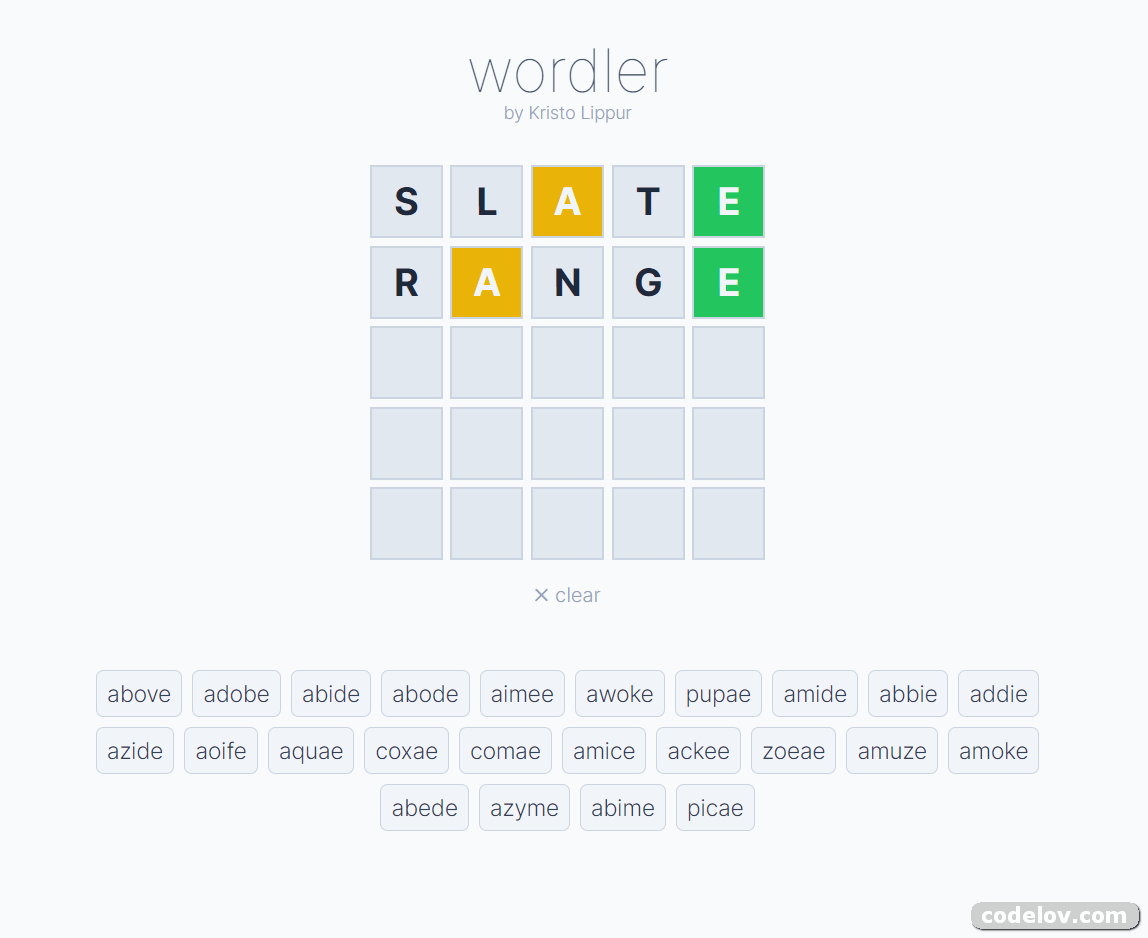 wordler
by Kristo Lippur
S L A T E
R A N G E
× clear
above adobe abide abode aimee awoke pupae amide abbie addie
azide aoife aquae coxae comae amice ackee zoeae amuze amoke
abede azyme abime picae
codelov.com